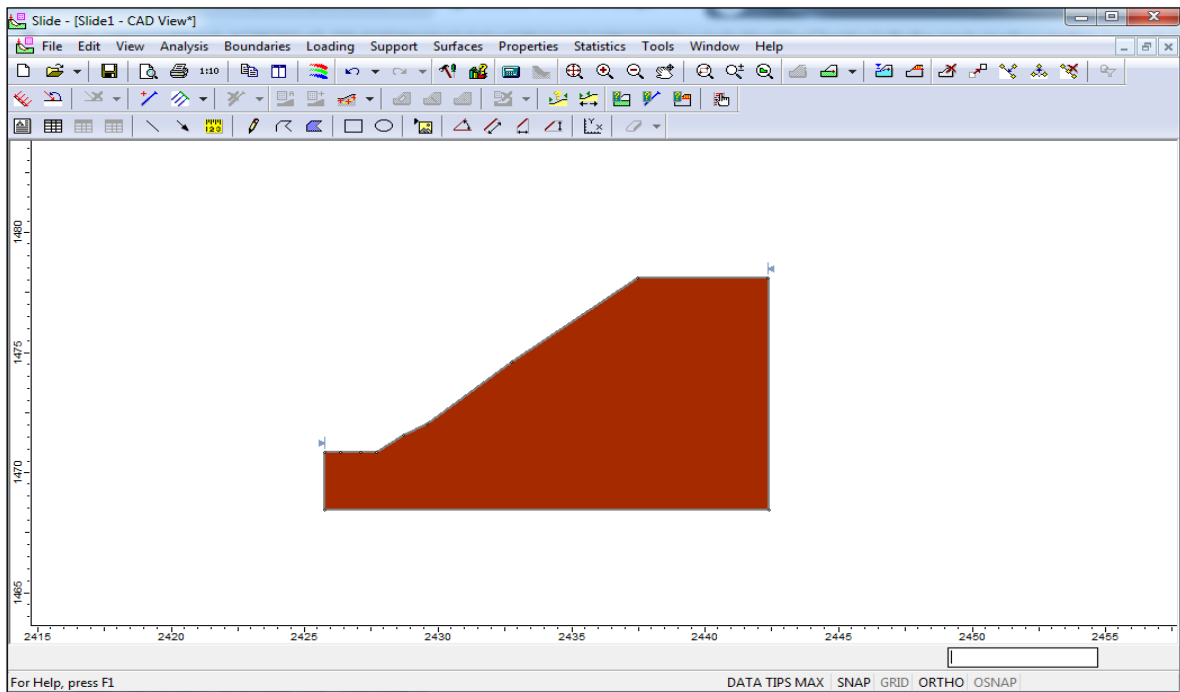 Slide - [Slide1 - CAD View*]
File Edit View Analysis Boundaries Loading Support Surfaces Properties Statistics Tools Window Help
1:10
1480
1475
1470
1465
2415 2420 2425 2430 2435 2440 2445 2450 2455
For Help, press F1 DATA TIPS MAX SNAP GRID ORTHO OSNAP